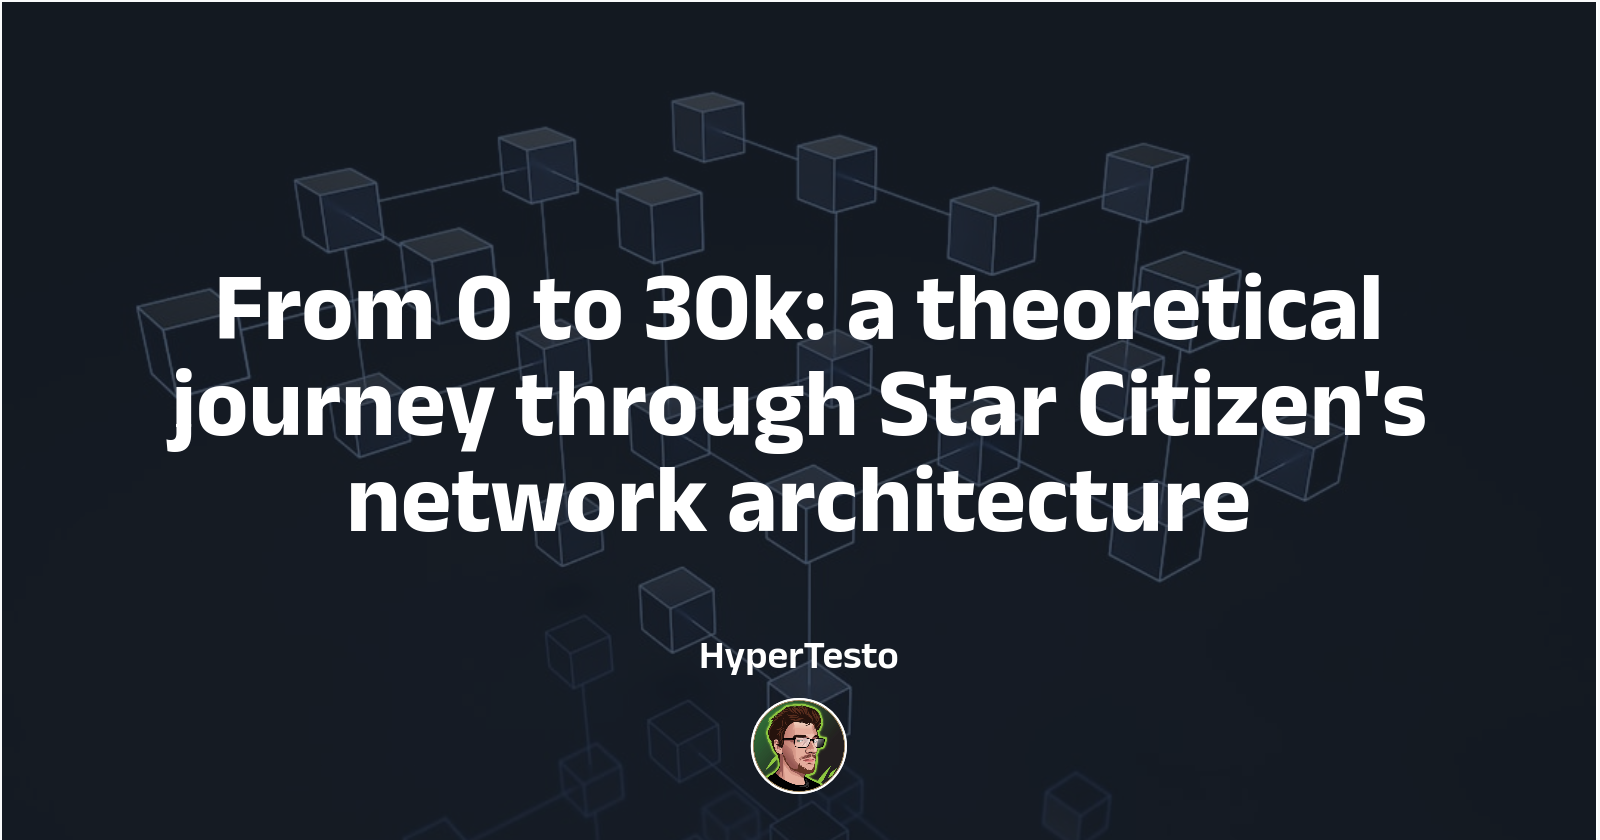 From 0 to 30k: a theoretical
journey through Star Citizen's
network architecture
HyperTesto